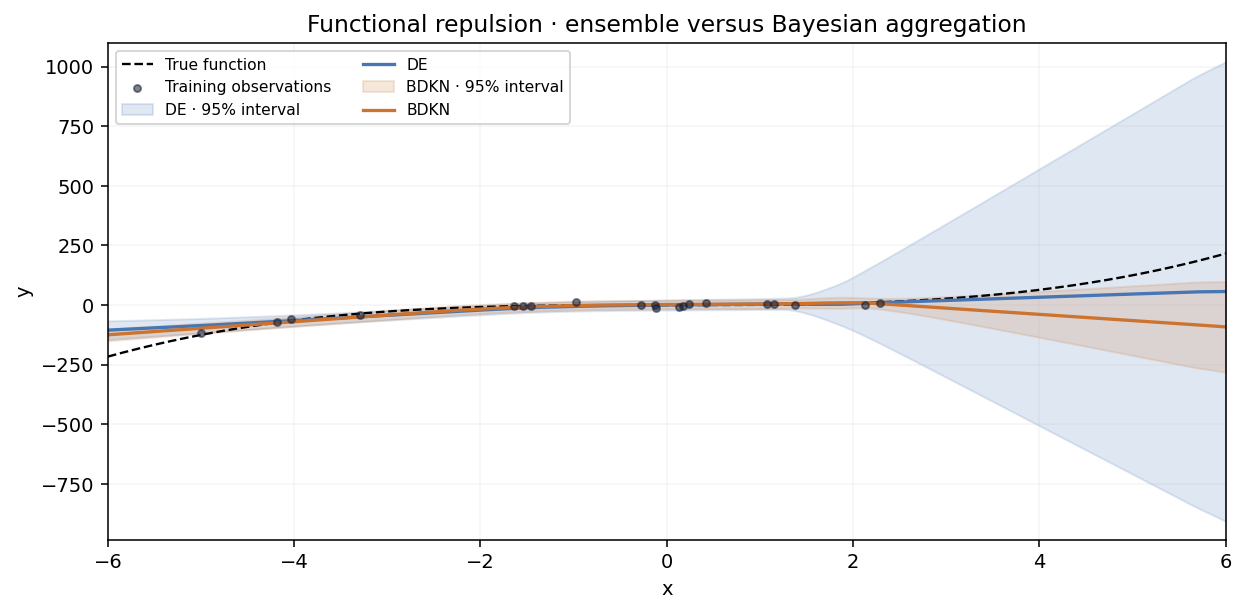 Functional repulsion · ensemble versus Bayesian aggregation
True function
Training observations
DE · 95% interval
DE
BDKN · 95% interval
BDKN
1000
750
500
250
0
−250
−500
−750
y
−6
−4
−2
0
2
4
6
x